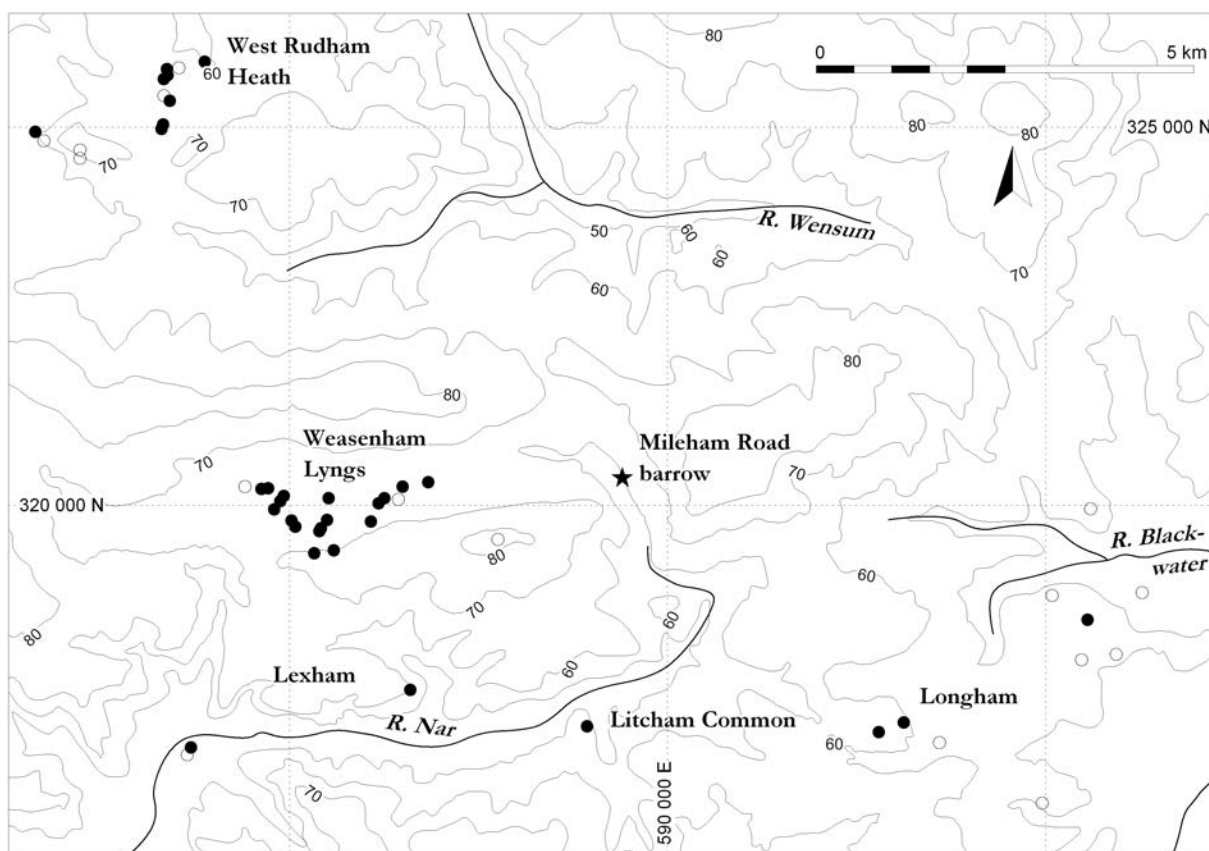 West Rudham
Heath
60
0
5 km
80
80
80
325 000 N
70
70
70
R. Wensum
50
60
60
60
70
80
80
Weasenham
Lyngs
70
Mileham Road
barrow
70
320 000 N
80
R. Black-
water
60
70
60
80
60
Lexham
Longham
R. Nar
Litcham Common
60
70
590 000 E